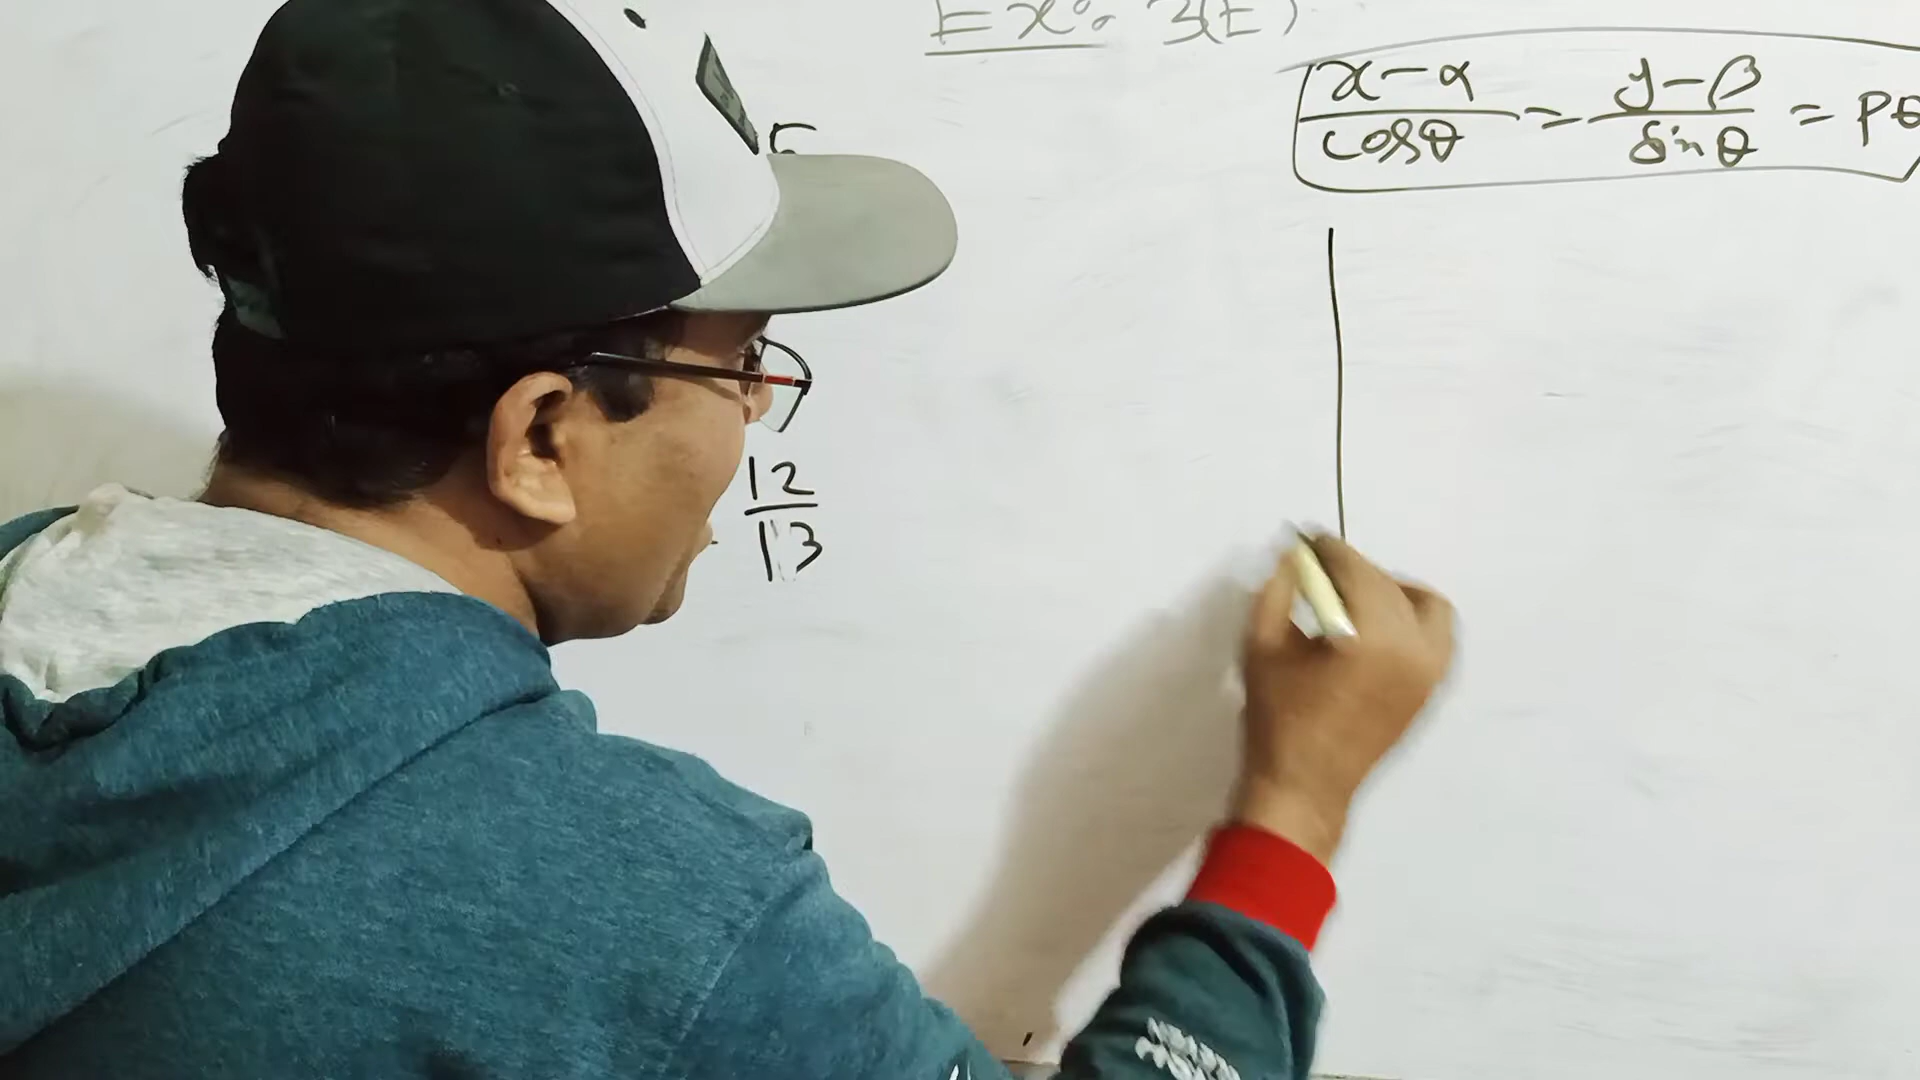 Ex: 3(E)
x-α/cosθ = y-β/sinθ = P
5
12/13